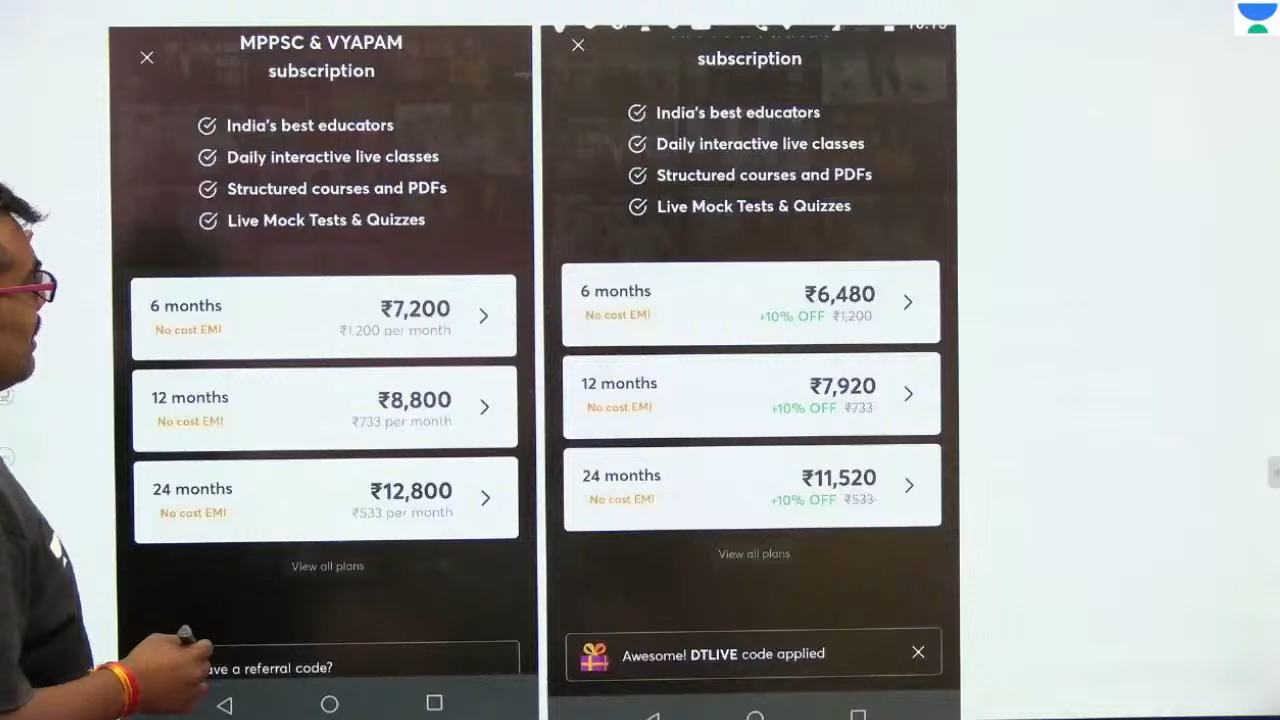 MPPSC & VYAPAM
subscription
India's best educators
Daily interactive live classes
Structured courses and PDFs
Live Mock Tests & Quizzes
6 months
₹7,200
No cost EMI
₹1,200 per month
12 months
₹8,800
No cost EMI
₹733 per month
24 months
₹12,800
No cost EMI
₹533 per month
View all plans
ave a referral code?
subscription
India's best educators
Daily interactive live classes
Structured courses and PDFs
Live Mock Tests & Quizzes
6 months
₹6,480
No cost EMI
+10% OFF ₹1,200
12 months
₹7,920
No cost EMI
+10% OFF ₹733
24 months
₹11,520
No cost EMI
+10% OFF ₹533
View all plans
Awesome! DTLIVE code applied